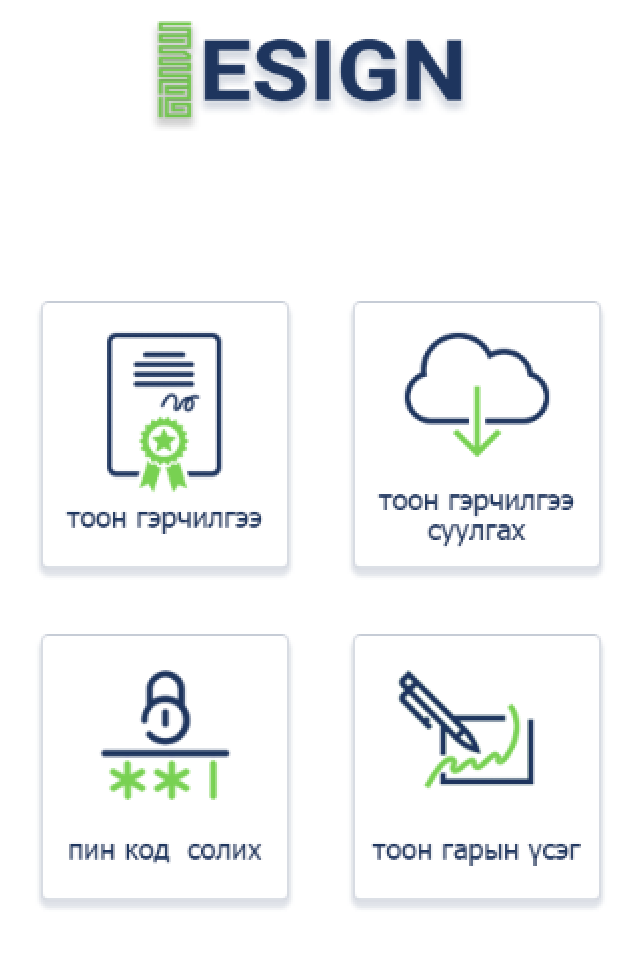 ESIGN
тоон гэрчилгээ
тоон гэрчилгээ
суулгах
пин код  солих
тоон гарын үсэг